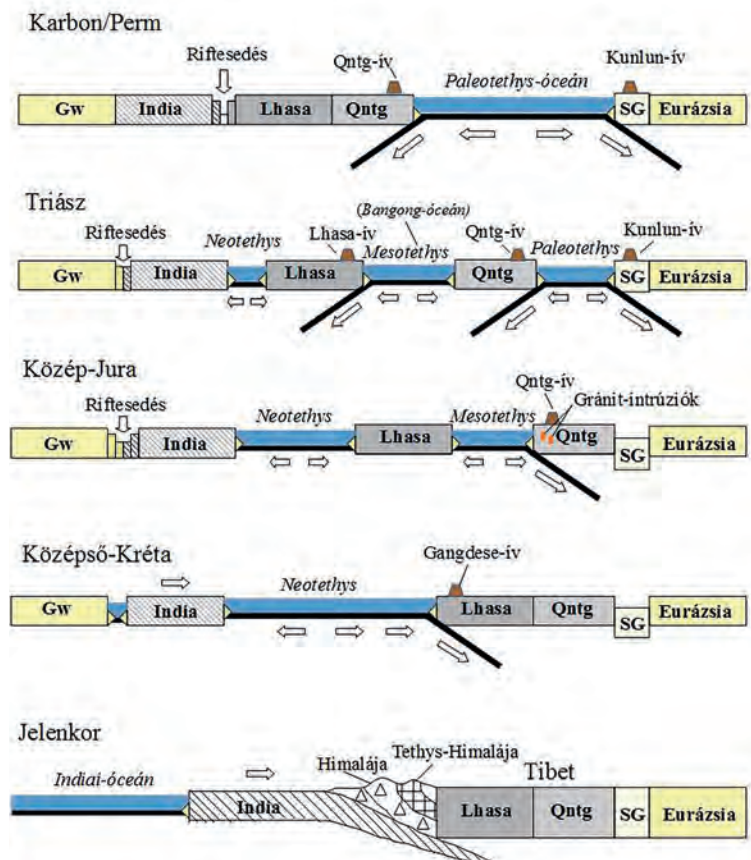 Karbon/Perm
Riftesedés
Qntg-ív
Paleotethys-óceán
Kunlun-ív
Gw
India
Lhasa
Qntg
SG
Eurázsia
Triász
Riftesedés
Neotethys
Lhasa-ív
(Bangong-óceán)
Mesotethys
Qntg-ív
Paleotethys
Kunlun-ív
Gw
India
Lhasa
Qntg
SG
Eurázsia
Közép-Jura
Riftesedés
Neotethys
Mesotethys
Qntg-ív
Gránit-intrúziók
Gw
India
Lhasa
Qntg
SG
Eurázsia
Középső-Kréta
Neotethys
Gangdese-ív
Gw
India
Lhasa
Qntg
SG
Eurázsia
Jelenkor
Indiai-óceán
Himalája
Tethys-Himalája
Tibet
India
Lhasa
Qntg
SG
Eurázsia